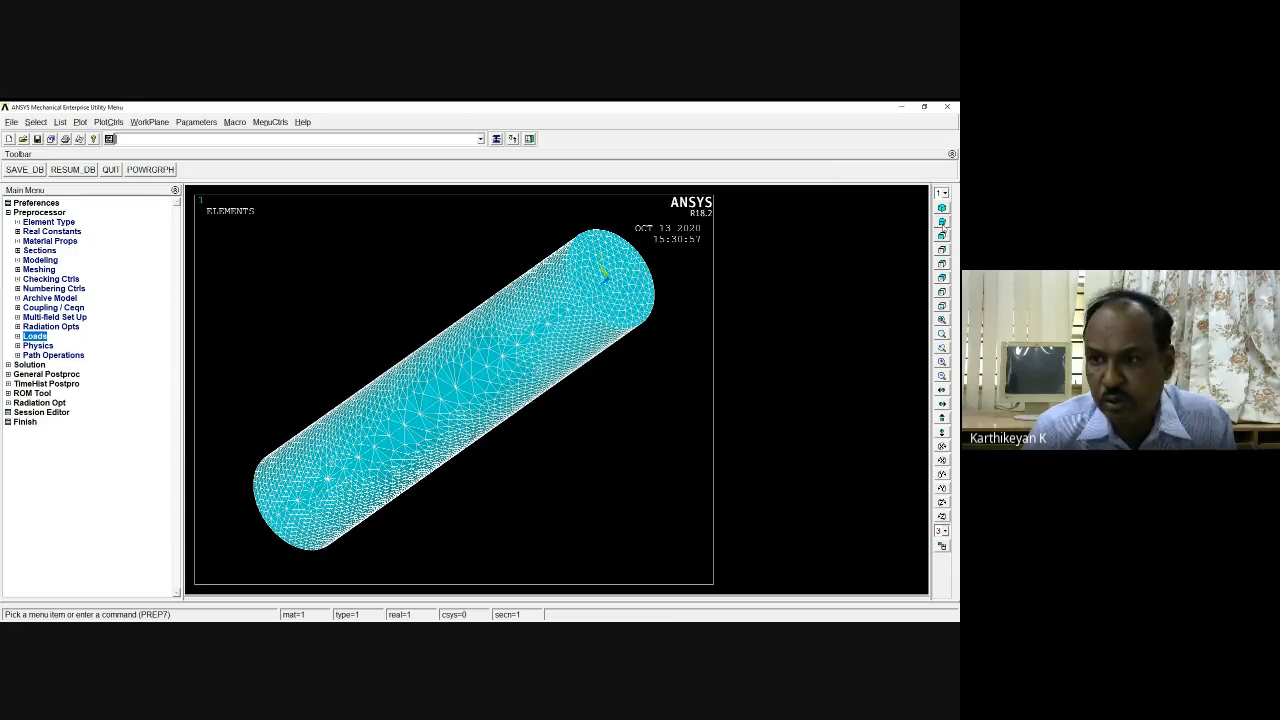 ANSYS Mechanical Enterprise Utility Menu
File Select List Plot PlotCtrls WorkPlane Parameters Macro MenuCtrls Help
Toolbar
SAVE_DB RESUM_DB QUIT POWRGRPH
Main Menu
Preferences
Preprocessor
Element Type
Real Constants
Material Props
Sections
Modeling
Meshing
Checking Ctrls
Numbering Ctrls
Archive Model
Coupling / Ceqn
Multi-field Set Up
Radiation Opts
Loads
Physics
Path Operations
Solution
General Postproc
TimeHist Postpro
ROM Tool
Radiation Opt
Session Editor
Finish
1
ELEMENTS
ANSYS
R18.2
OCT 13 2020
15:30:57
1
3
Karthikeyan K
Pick a menu item or enter a command (PREP7) mat=1 type=1 real=1 csys=0 secn=1